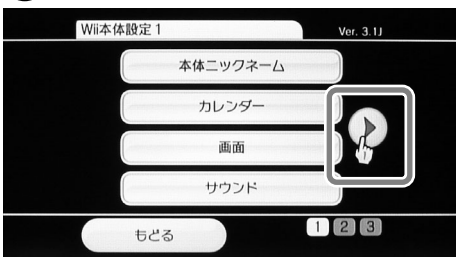 Wii本体設定 1
Ver. 3.1J
本体ニックネーム
カレンダー
画面
サウンド
もどる
1 2 3